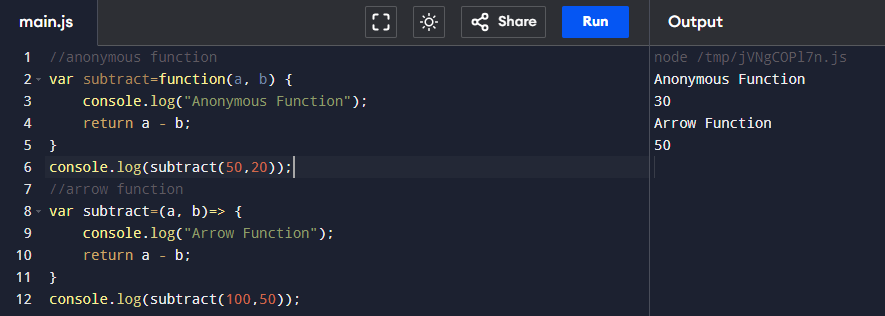 main.js Share Run Output
1 //anonymous function
2 var subtract=function(a, b) {
3 console.log("Anonymous Function");
4 return a - b;
5 }
6 console.log(subtract(50,20));
7 //arrow function
8 var subtract=(a, b)=> {
9 console.log("Arrow Function");
10 return a - b;
11 }
12 console.log(subtract(100,50));
node /tmp/jVNgCOPl7n.js
Anonymous Function
30
Arrow Function
50